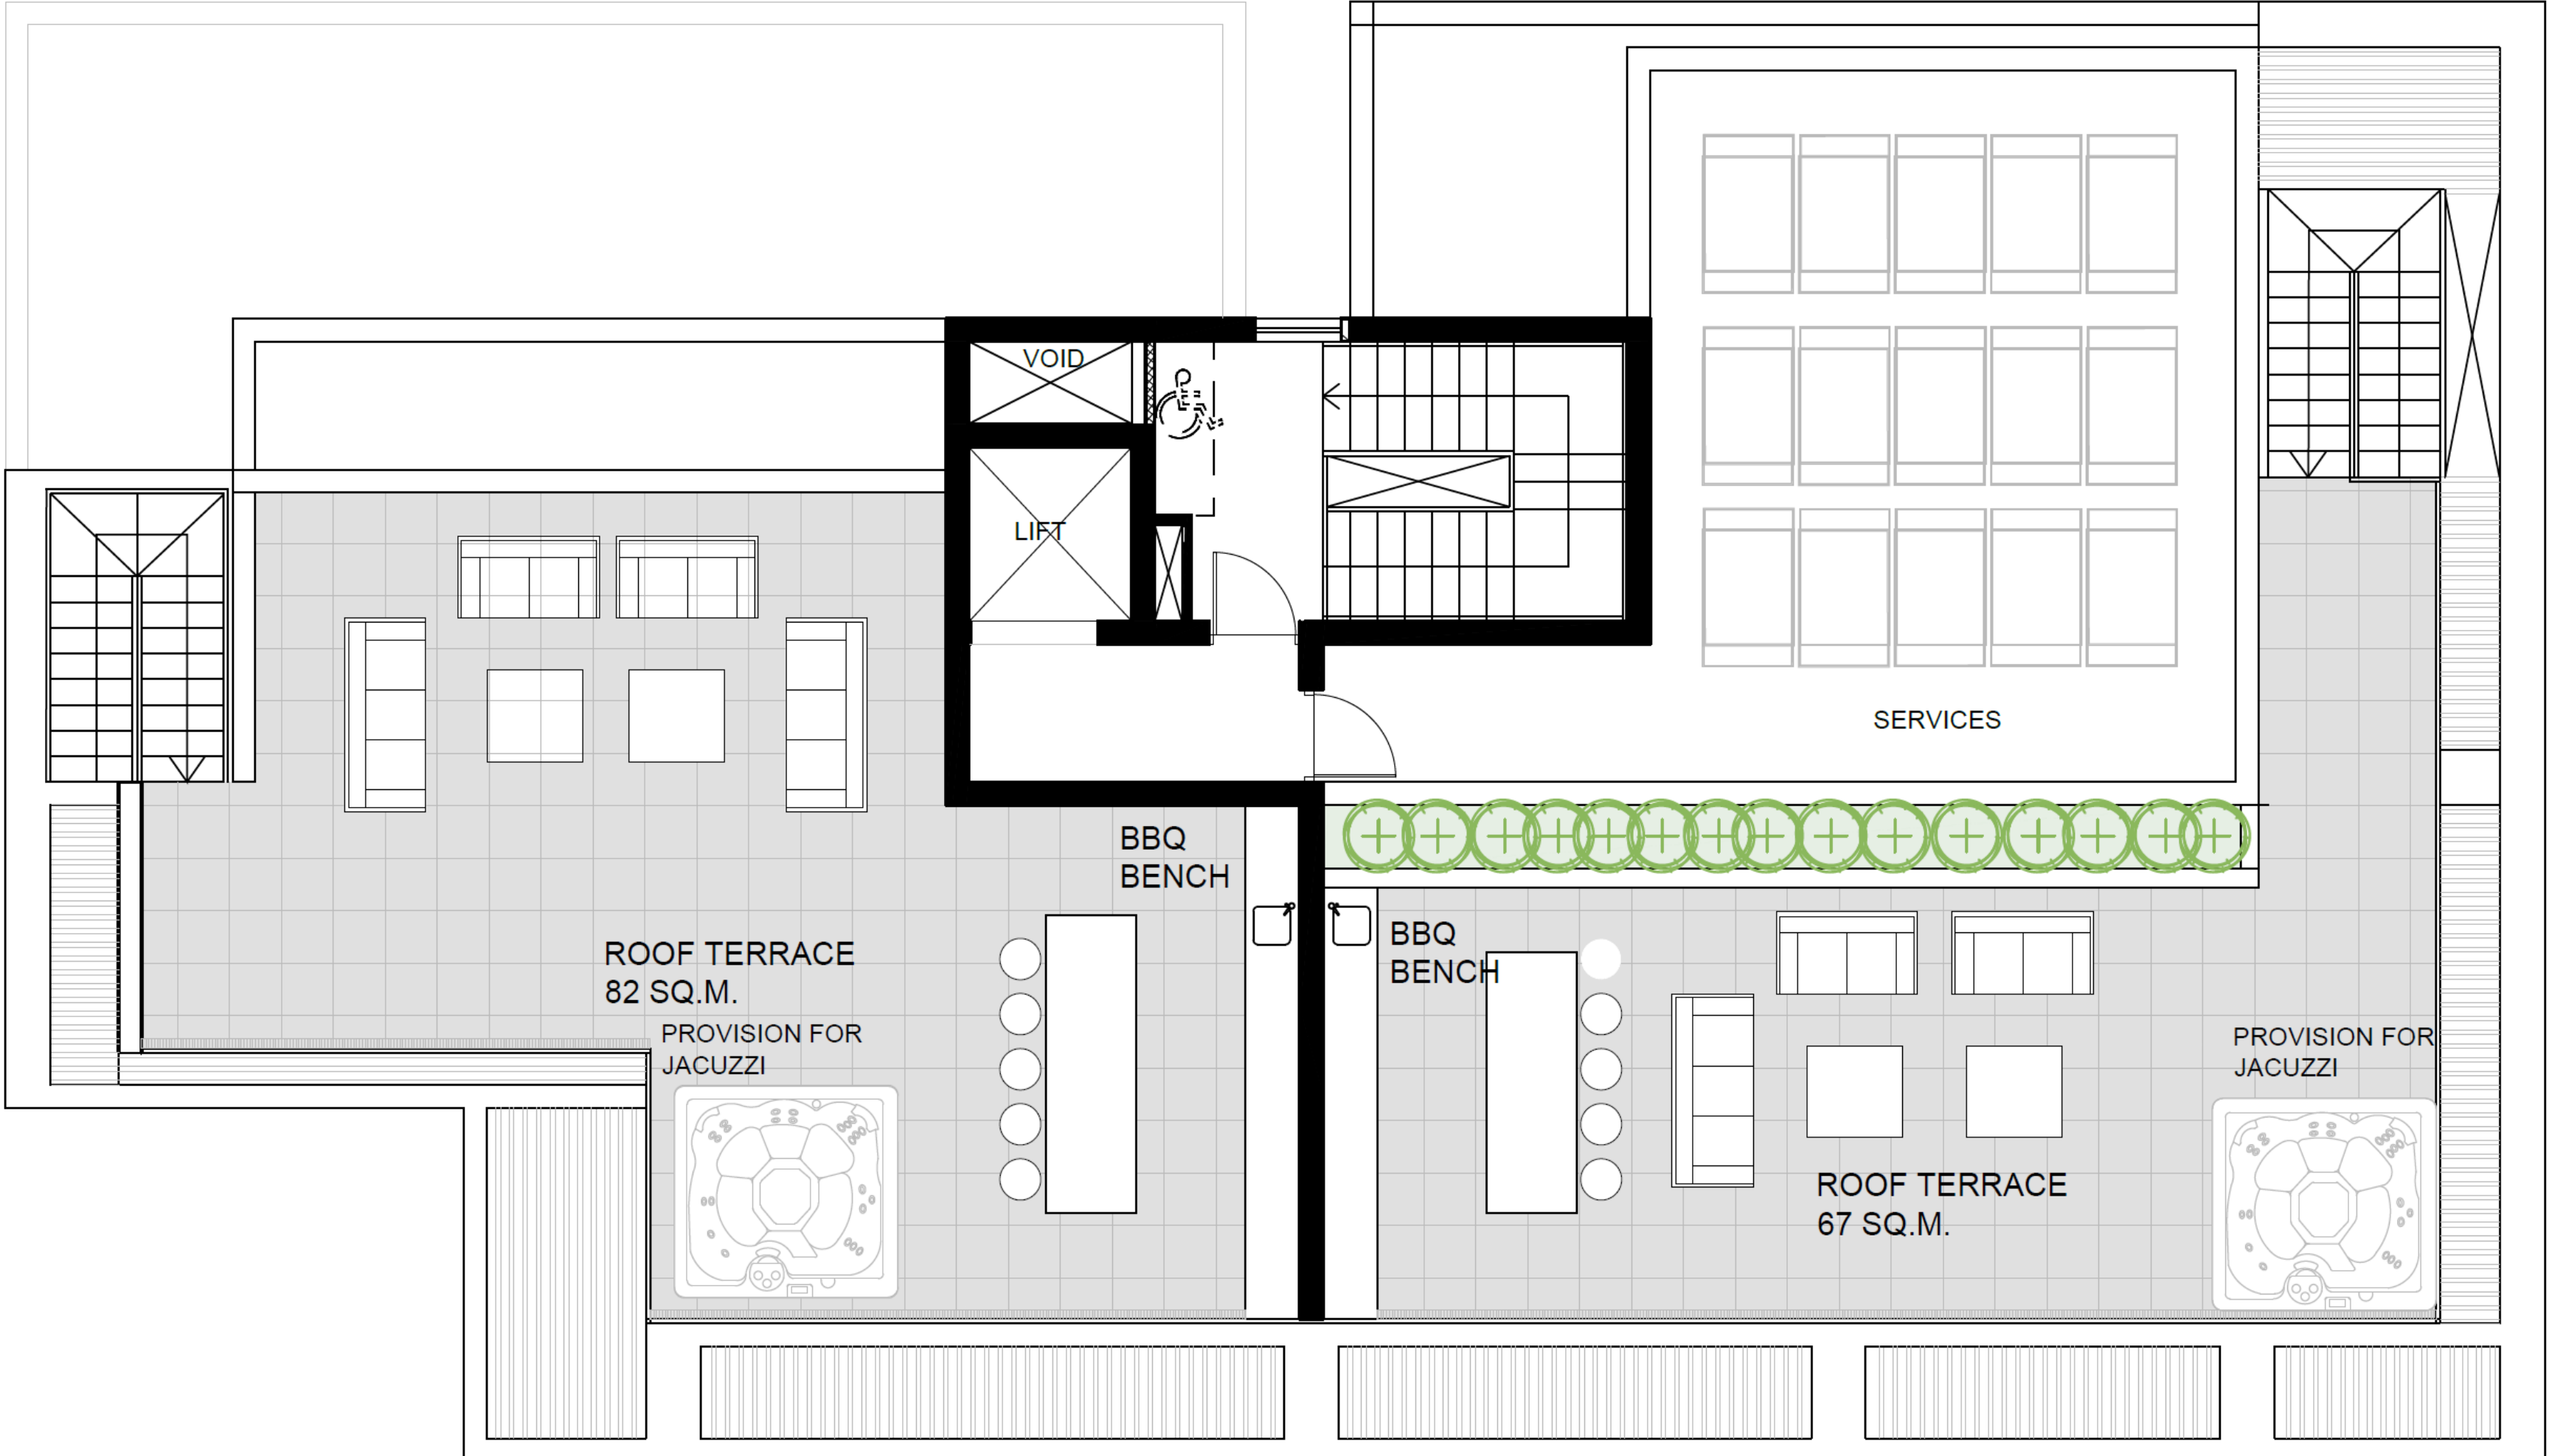 VOID
LIFT
SERVICES
BBQ
BENCH
BBQ
BENCH
ROOF TERRACE
82 SQ.M.
PROVISION FOR
JACUZZI
PROVISION FOR
JACUZZI
ROOF TERRACE
67 SQ.M.